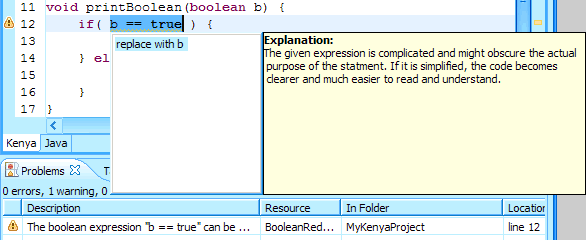 11 void printBoolean(boolean b) {
12 if( b == true ) {
13
replace with b
Explanation:
The given expression is complicated and might obscure the actual
purpose of the statment. If it is simplified, the code becomes
clearer and much easier to read and understand.
14 } el
15
16 }
17 }
Kenya Java
Problems
0 errors, 1 warning, 0
Description Resource In Folder Location
The boolean expression "b == true" can be ... BooleanRed... MyKenyaProject line 12